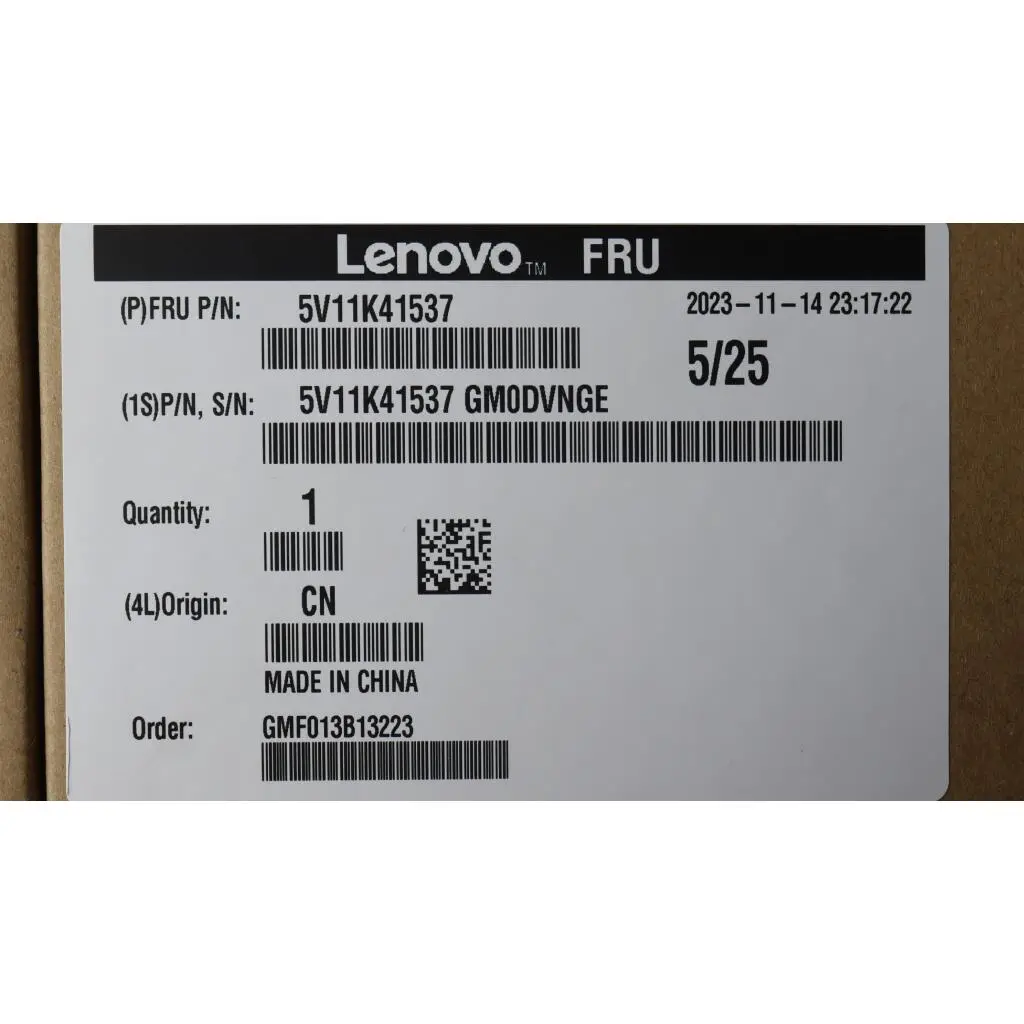 Lenovo™ FRU
(P)FRU P/N: 5V11K41537 2023-11-14 23:17:22
5/25
(1S)P/N, S/N: 5V11K41537 GM0DVNGE
Quantity: 1
(4L)Origin: CN
MADE IN CHINA
Order: GMF013B13223